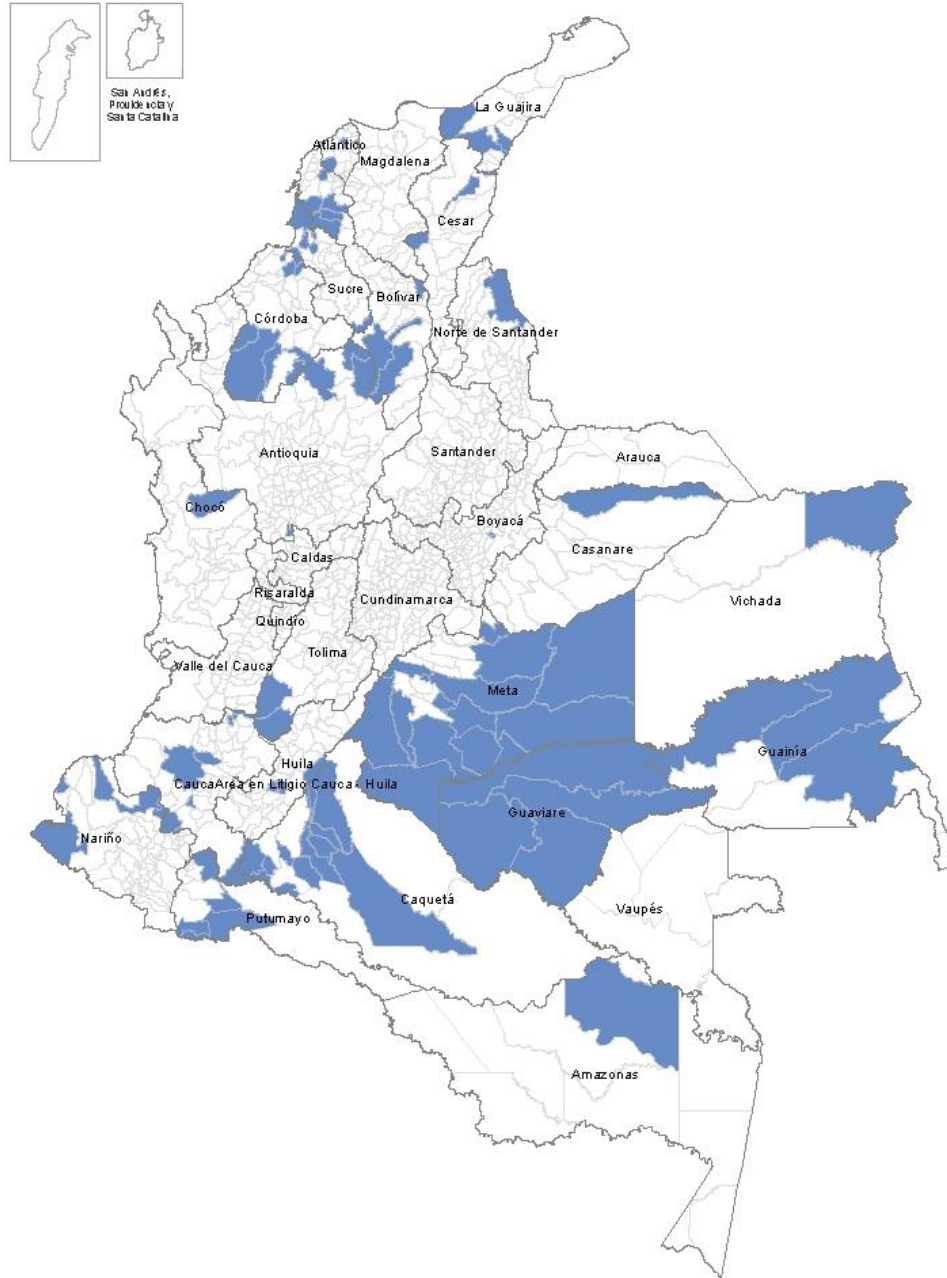 San Andrés,
Providencia y
Santa Catalina
La Guajira
Atlántico
Magdalena
Cesar
Sucre
Bolívar
Córdoba
Norte de Santander
Antioquia
Santander
Arauca
Chocó
Boyacá
Caldas
Casanare
Risaralda
Cundinamarca
Vichada
Quindío
Tolima
Valle del Cauca
Meta
Guainía
Huila
Cauca
Area en Litigio Cauca - Huila
Guaviare
Nariño
Caquetá
Vaupés
Putumayo
Amazonas